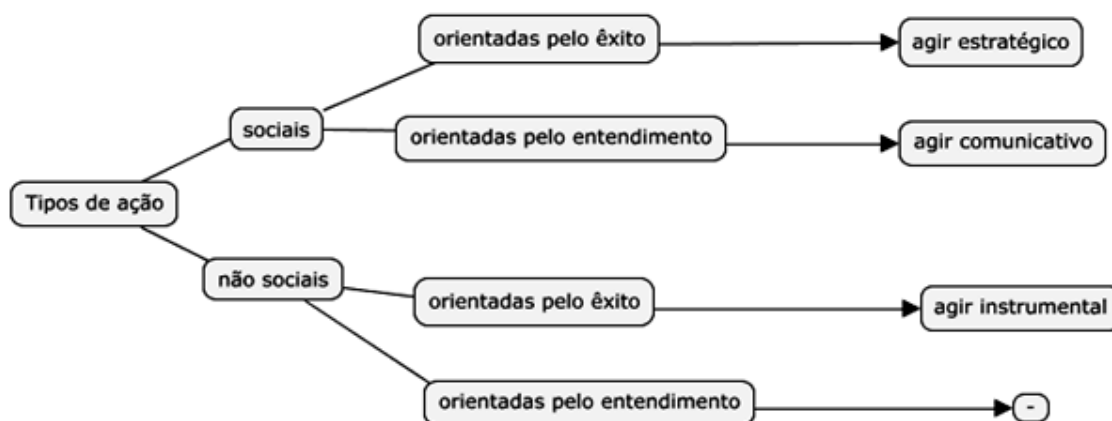 orientadas pelo êxito
agir estratégico
sociais
orientadas pelo entendimento
agir comunicativo
Tipos de ação
não sociais
orientadas pelo êxito
agir instrumental
orientadas pelo entendimento
-